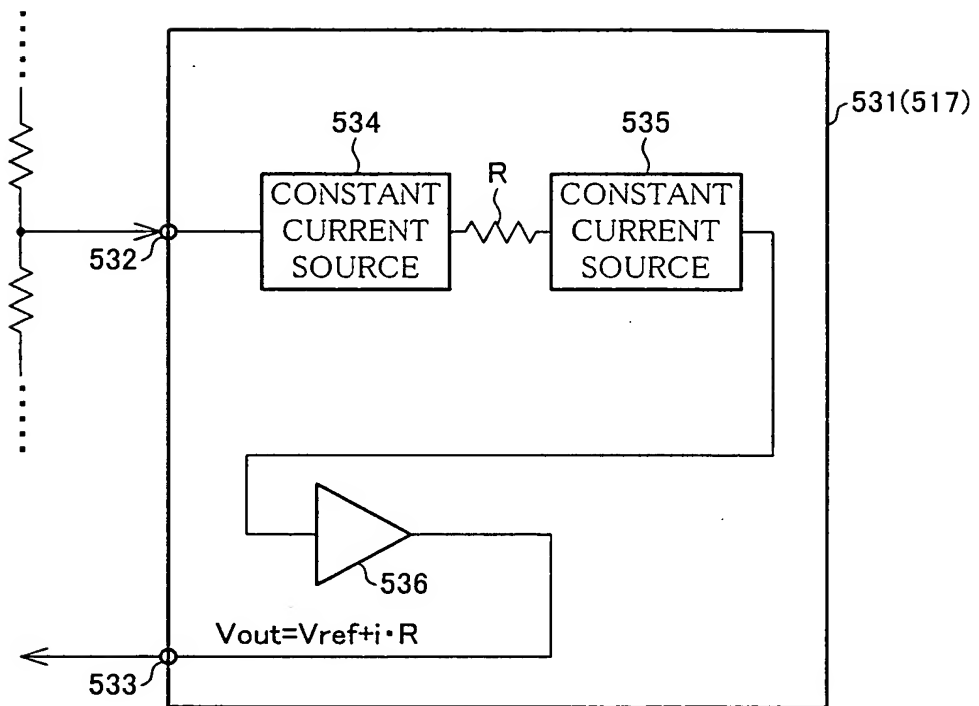 531(517)
534
535
R
CONSTANT
CURRENT
SOURCE
CONSTANT
CURRENT
SOURCE
532
536
Vout=Vref+i·R
533